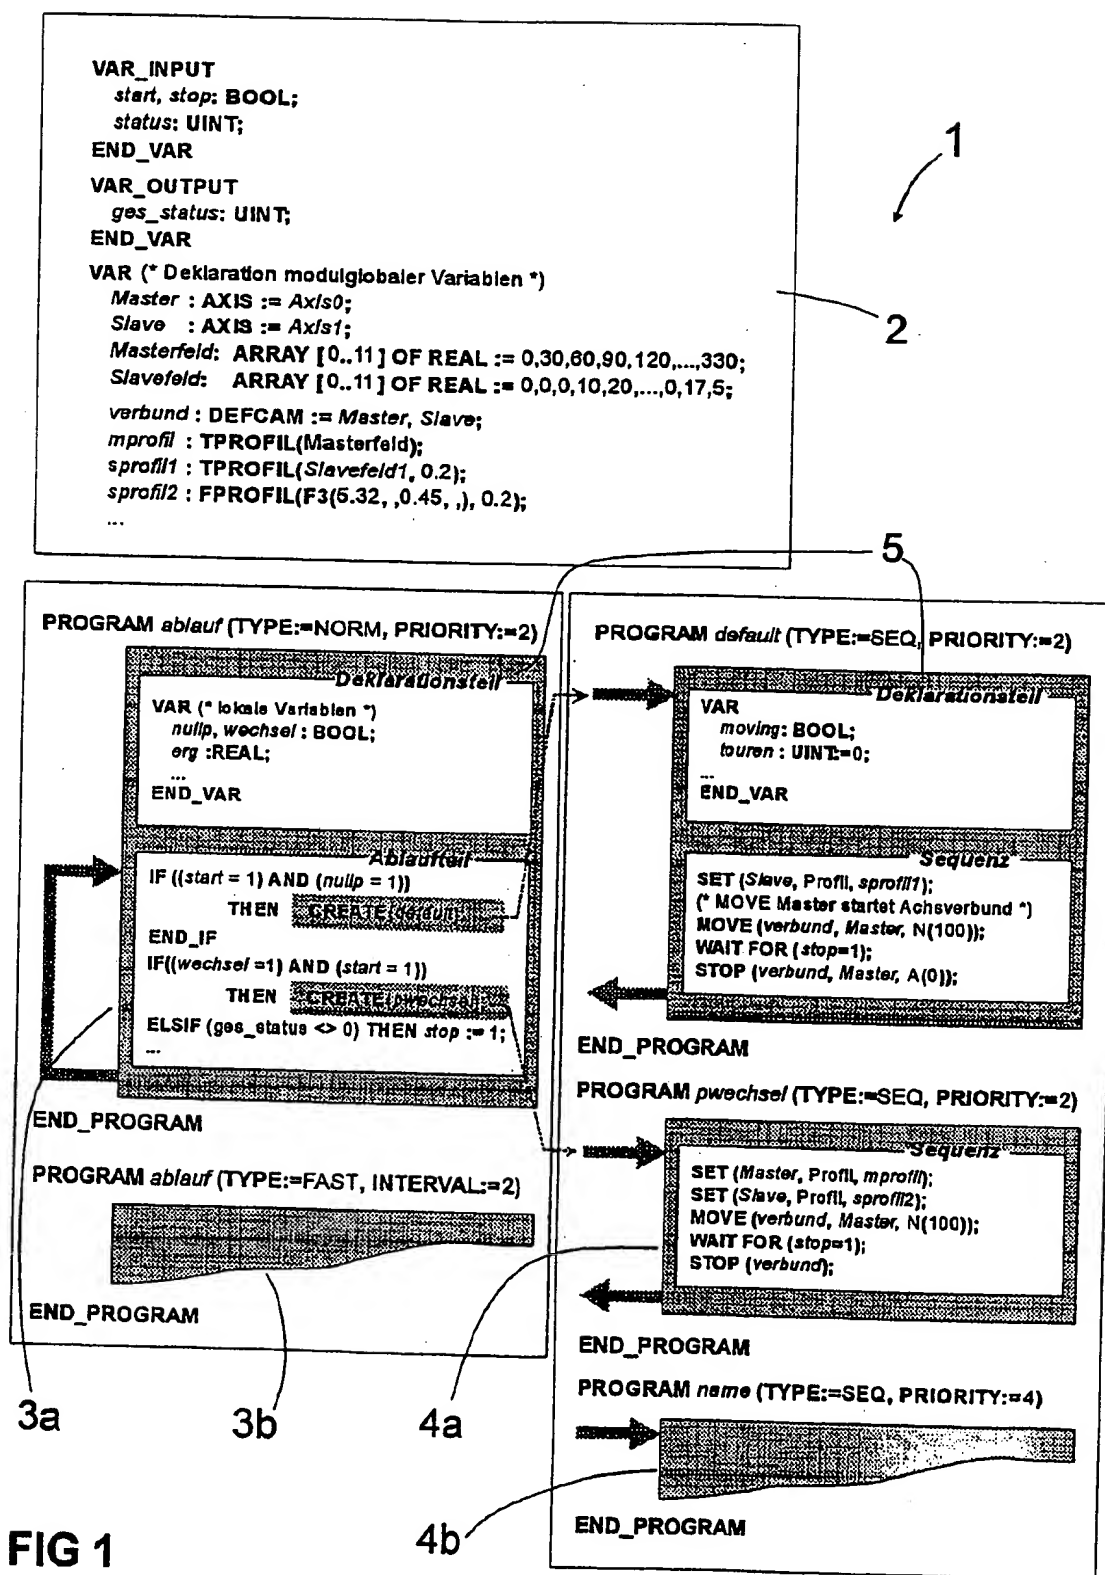 VAR_INPUT
start, stop: BOOL;
status: UINT;
END_VAR
VAR_OUTPUT
ges_status: UINT;
END_VAR
VAR (* Deklaration modulglobaler Variablen *)
Master : AXIS := Axis0;
Slave : AXIS := Axis1;
Masterfeld: ARRAY [0..11] OF REAL := 0,30,60,90,120,...,330;
Slavefeld: ARRAY [0..11] OF REAL := 0,0,0,10,20,...,0,17,5;
verbund : DEFCAM := Master, Slave;
mprofil : TPROFIL(Masterfeld);
sprofil1 : TPROFIL(Slavefeld1, 0.2);
sprofil2 : FPROFIL(F3(5.32, ,0.45, ,), 0.2);
...
1
2
5
PROGRAM ablauf (TYPE:=NORM, PRIORITY:=2)
Deklarationsteil
VAR (* lokale Variablen *)
nullp, wechsel : BOOL;
erg :REAL;
...
END_VAR
Ablaufteil
IF ((start = 1) AND (nullp = 1))
THEN CREATE(default)
END_IF
IF((wechsel =1) AND (start = 1))
THEN CREATE(pwechsel)
ELSIF (ges_status <> 0) THEN stop := 1;
...
END_PROGRAM
PROGRAM ablauf (TYPE:=FAST, INTERVAL:=2)
END_PROGRAM
3a
3b
PROGRAM default (TYPE:=SEQ, PRIORITY:=2)
Deklarationsteil
VAR
moving: BOOL;
touren : UINT:=0;
...
END_VAR
Sequenz
SET (Slave, Profil, sprofil1);
(* MOVE Master startet Achsverbund *)
MOVE (verbund, Master, N(100));
WAIT FOR (stop=1);
STOP (verbund, Master, A(0));
END_PROGRAM
PROGRAM pwechsel (TYPE:=SEQ, PRIORITY:=2)
Sequenz
SET (Master, Profil, mprofil);
SET (Slave, Profil, sprofil2);
MOVE (verbund, Master, N(100));
WAIT FOR (stop=1);
STOP (verbund);
END_PROGRAM
PROGRAM name (TYPE:=SEQ, PRIORITY:=4)
END_PROGRAM
4a
4b
FIG 1